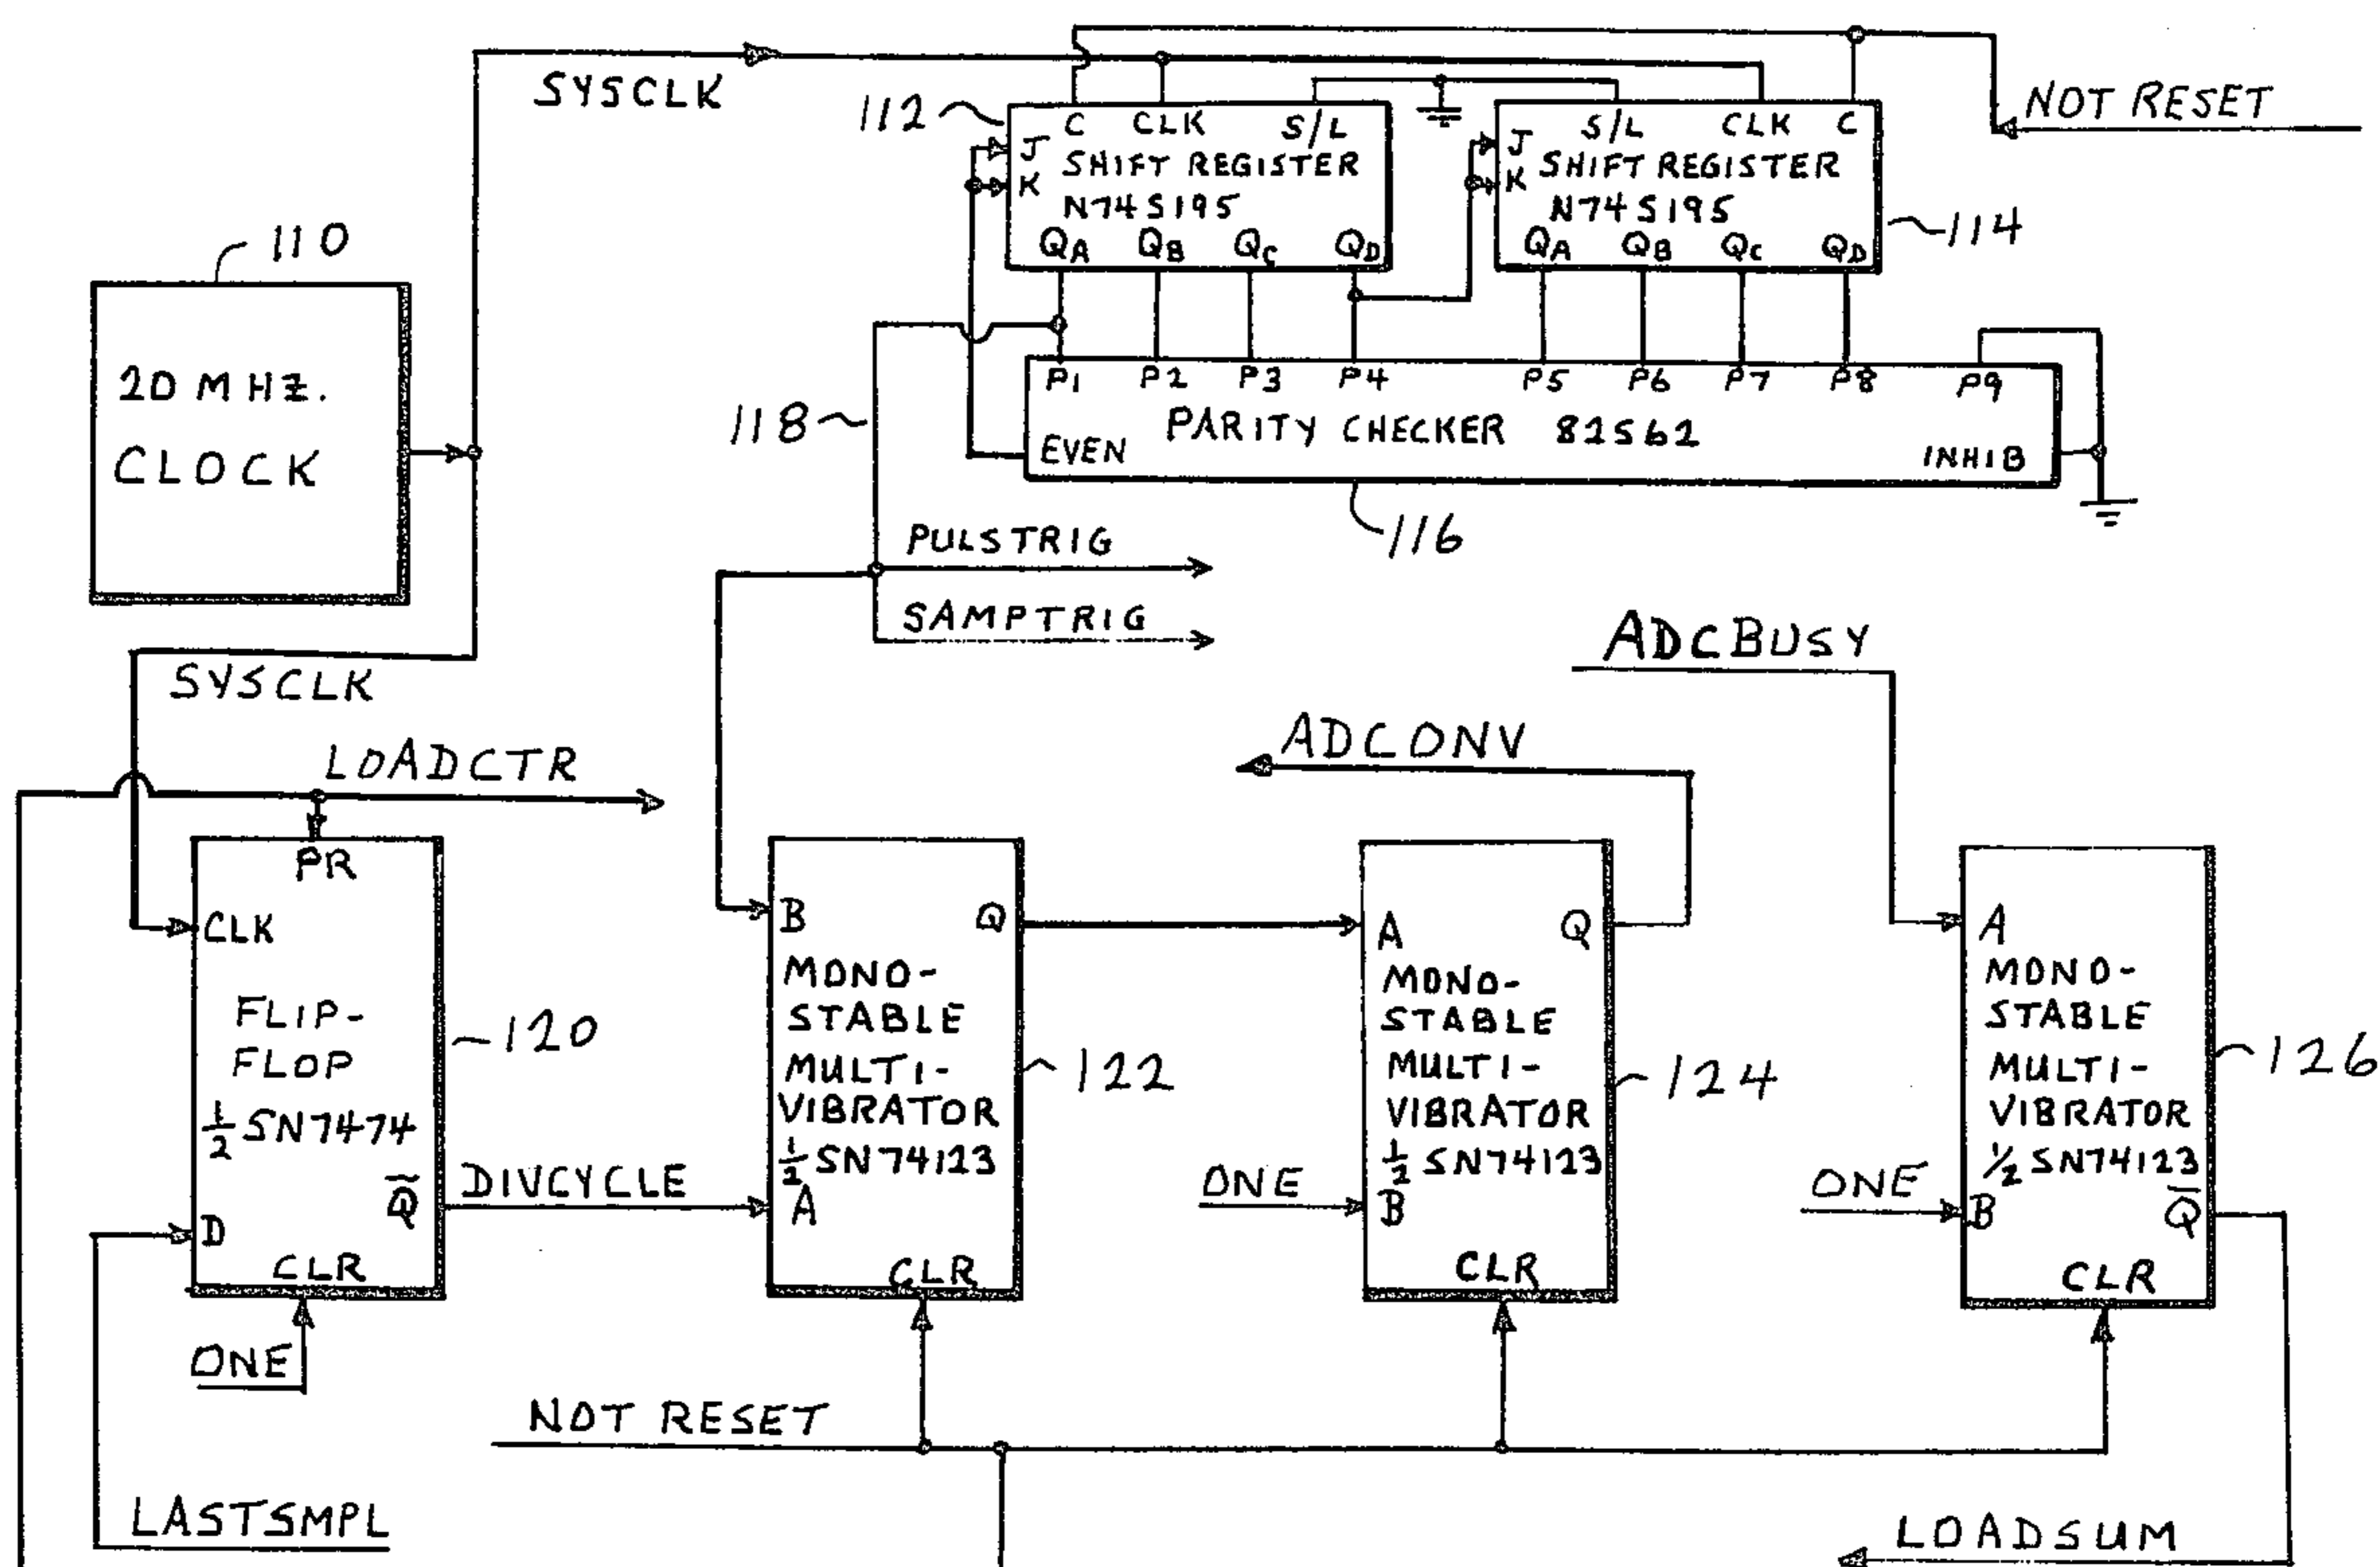 SYSCLK
NOT RESET
112
C CLK S/L
J
K
SHIFT REGISTER
N74S195
QA QB QC QD
S/L CLK C
J
K
SHIFT REGISTER
N74S195
QA QB QC QD
114
110
20 MHZ.
CLOCK
P1 P2 P3 P4 P5 P6 P7 P8 P9
PARITY CHECKER 82S62
EVEN
INHIB
118
116
PULSTRIG
SAMPTRIG
SYSCLK
ADCBUSY
LOADCTR
ADCONV
PR
CLK
FLIP-
FLOP
½ SN7474
Q̅
D
CLR
120
ONE
DIVCYCLE
B Q
MONO-
STABLE
MULTI-
VIBRATOR
½ SN74123
A
CLR
122
A Q
MONO-
STABLE
MULTI-
VIBRATOR
½ SN74123
ONE
B
CLR
124
A
MONO-
STABLE
MULTI-
VIBRATOR
½ SN74123
ONE
B Q̅
CLR
126
NOT RESET
LASTSMPL
LOADSUM